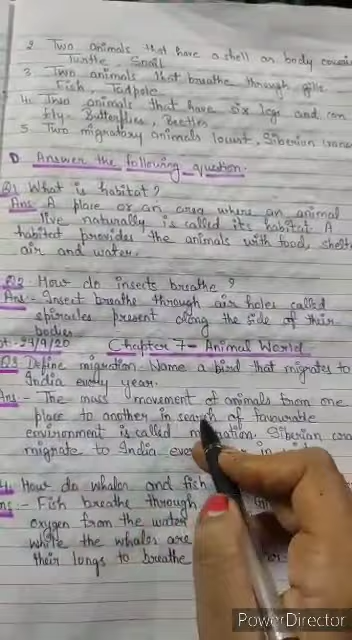 2. Two animals that have a shell on body
Turtle, Snail
3. Two animals that breathe through gills
Fish, Tadpole
4. Two animals that have six legs and can
fly. Butterflies, Beetles
5. Two migratory animals locust, Siberian crane
D. Answer the following question.
Q1. What is habitat?
Ans- A place or an area where an animal
live naturally is called its habitat A
habitat provides the animals with food, shelte
air and water.
Q2. How do insects breathe?
Ans- Insect breathe through air holes called
spiracles present along the side of their
bodies
Dt-23/9/20 Chapter 7- Animal World
Q3 Define migration. Name a bird that migrates to
India every year.
Ans- The mass movement of animals from one
place to another in search of favourable
environment is called migration. Siberian cra
migrate to India
4. How do whales and fish
Ans:- Fish breathe through
oxygen from the water
while the whales are
their lungs to breathe
PowerDirector